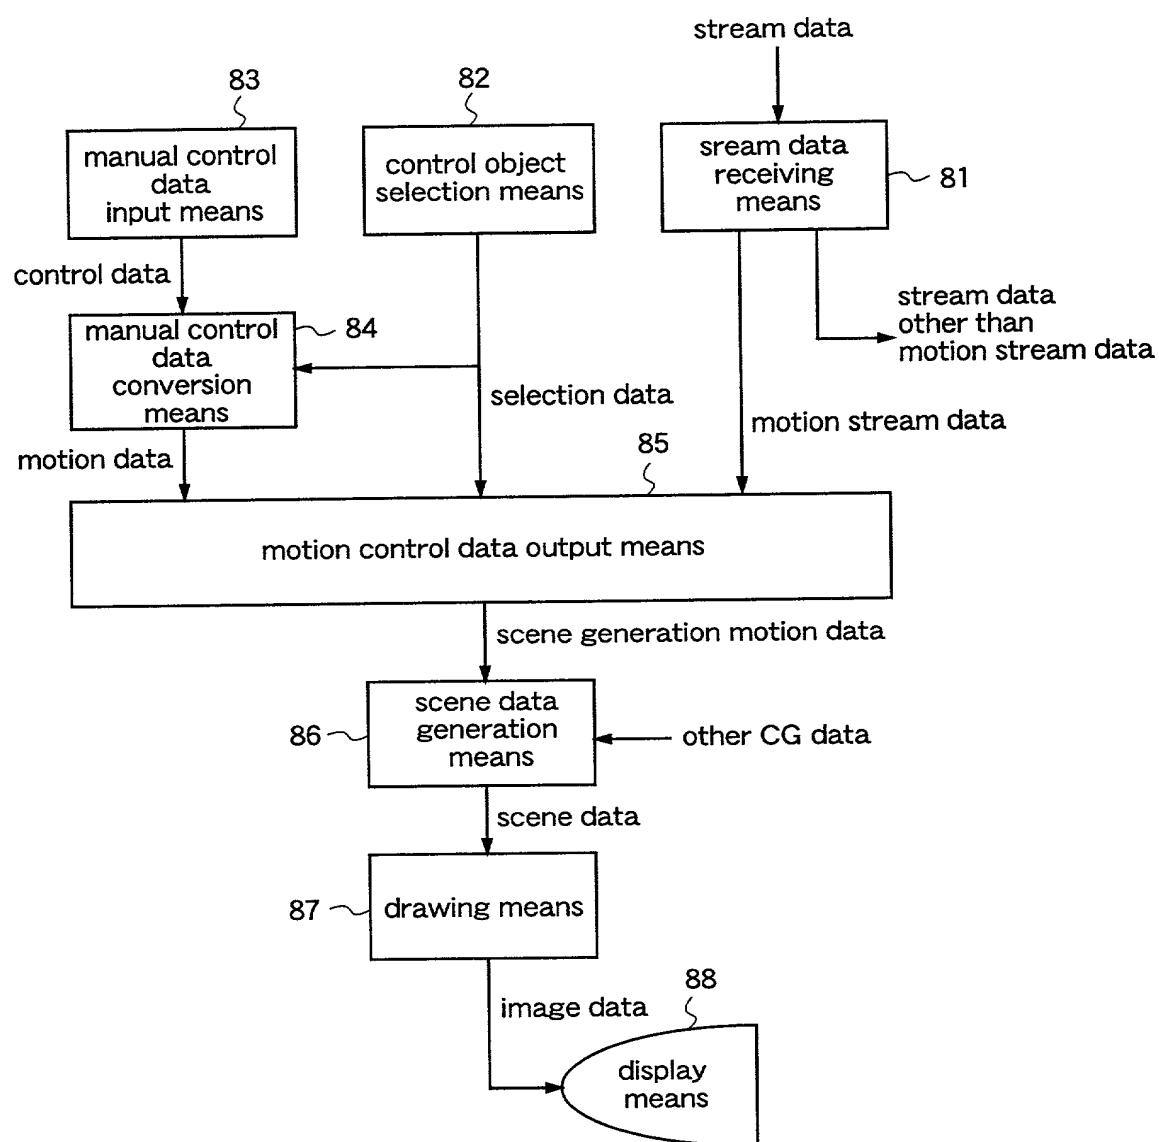 stream data
83
82
manual control
data
input means
control object
selection means
sream data
receiving
means
81
control data
stream data
other than
motion stream data
manual control
data
conversion
means
84
selection data
motion stream data
motion data
85
motion control data output means
scene generation motion data
scene data
generation
means
86
other CG data
scene data
87
drawing means
image data
88
display
means